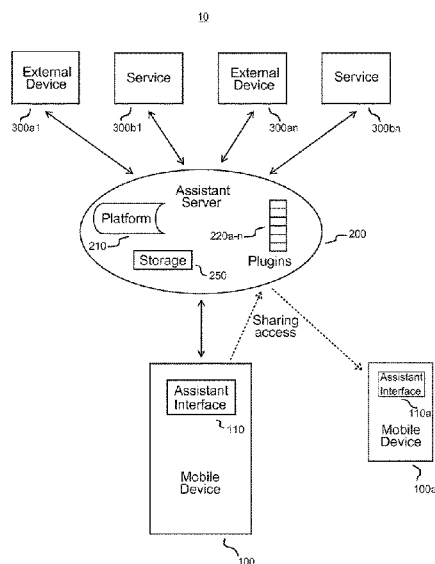 10
External
Device
Service
External
Device
Service
300a1
300b1
300an
300bn
Assistant
Server
Platform
210
220a-n
200
Storage
250
Plugins
Sharing
access
Assistant
Interface
110
Mobile
Device
100
Assistant
Interface
110a
Mobile
Device
100a